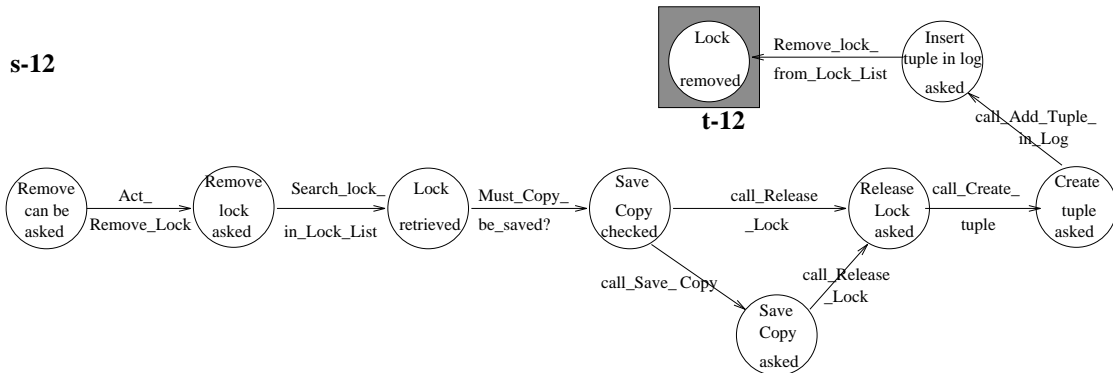 s-12
Lock
removed
t-12
Remove_lock_
from_Lock_List
Insert
tuple in log
asked
call_Add_Tuple_
in_Log
Remove
can be
asked
Act_
Remove_Lock
Remove
lock
asked
Search_lock_
in_Lock_List
Lock
retrieved
Must_Copy_
be_saved?
Save
Copy
checked
call_Release
_Lock
Release
Lock
asked
call_Create_
tuple
Create
tuple
asked
call_Save_ Copy
call_Release
_Lock
Save
Copy
asked